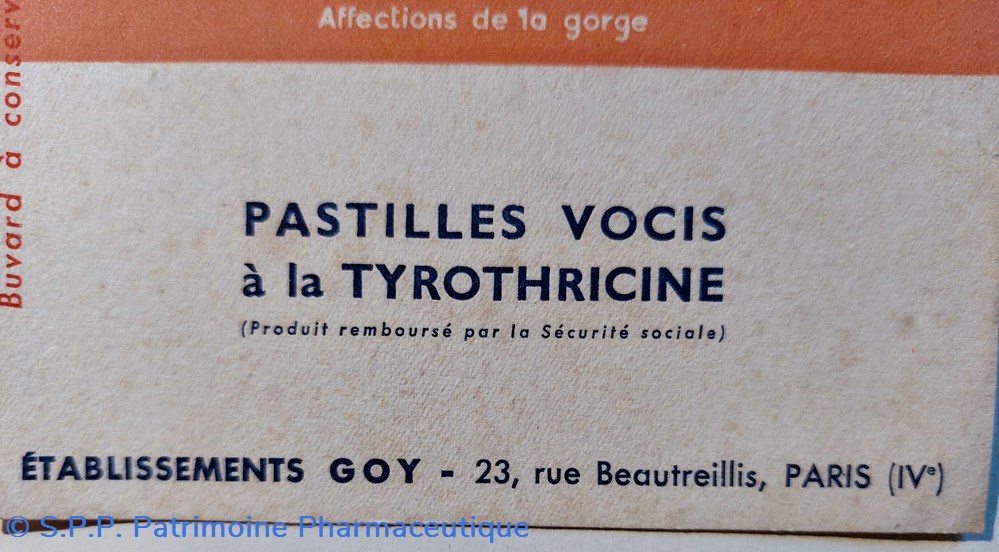 Affections de la gorge
Buvard à conserv
PASTILLES VOCIS
à la TYROTHRICINE
(Produit remboursé par la Sécurité sociale)
ÉTABLISSEMENTS GOY - 23, rue Beautreillis, PARIS (IVe)
© S.P.P. Patrimoine Pharmaceutique